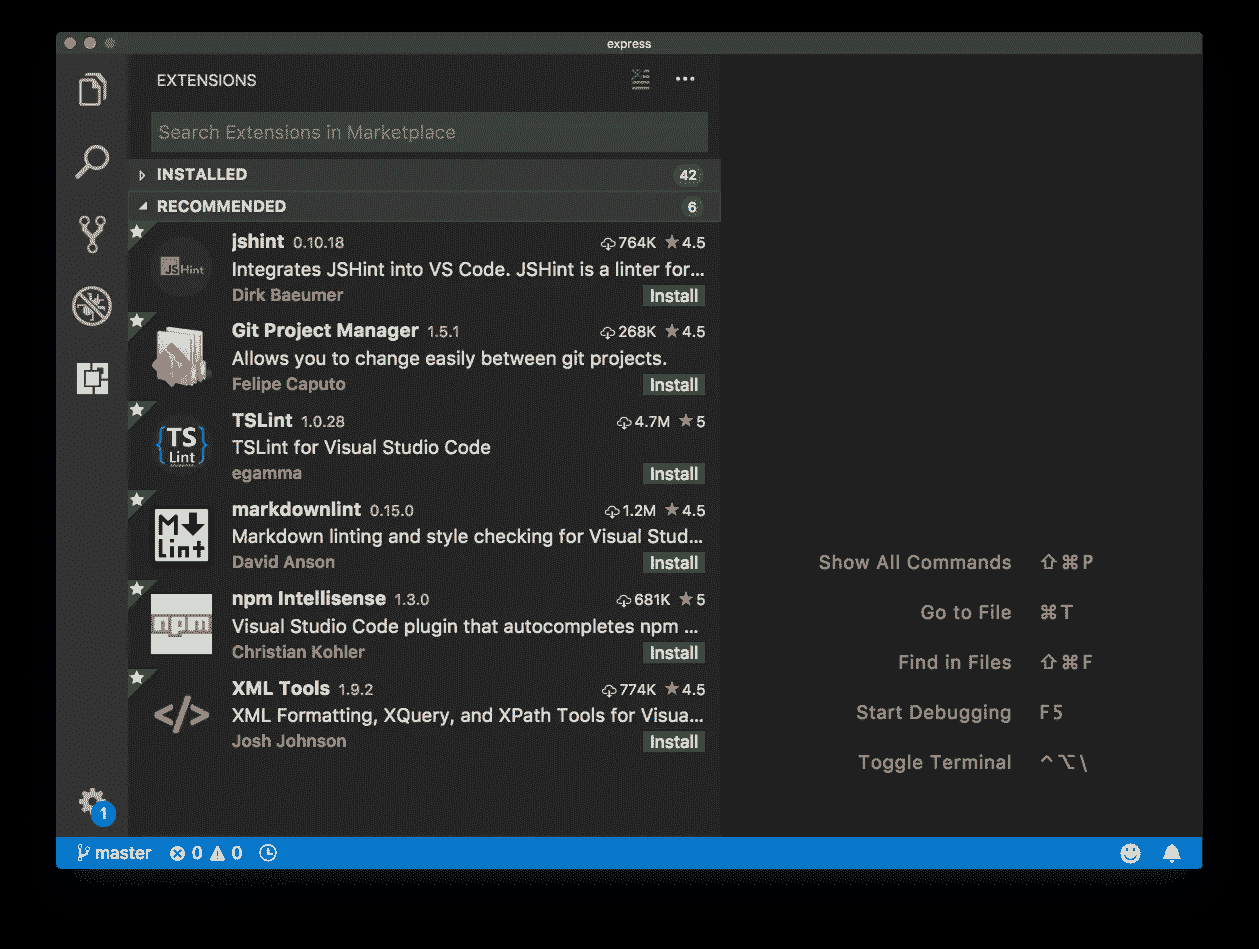 express
EXTENSIONS
Search Extensions in Marketplace
INSTALLED 42
RECOMMENDED 6
jshint 0.10.18 764K 4.5
Integrates JSHint into VS Code. JSHint is a linter for...
Dirk Baeumer Install
JSHint
Git Project Manager 1.5.1 268K 4.5
Allows you to change easily between git projects.
Felipe Caputo Install
TSLint 1.0.28 4.7M 5
TSLint for Visual Studio Code
egamma Install
{TS}
Lint
markdownlint 0.15.0 1.2M 4.5
Markdown linting and style checking for Visual Stud...
David Anson Install
M
Lint
npm Intellisense 1.3.0 681K 5
Visual Studio Code plugin that autocompletes npm ...
Christian Kohler Install
npm
XML Tools 1.9.2 774K 4.5
XML Formatting, XQuery, and XPath Tools for Visua...
Josh Johnson Install
</>
Show All Commands ⇧⌘P
Go to File ⌘T
Find in Files ⇧⌘F
Start Debugging F5
Toggle Terminal ^⌥\
1
master 0 0